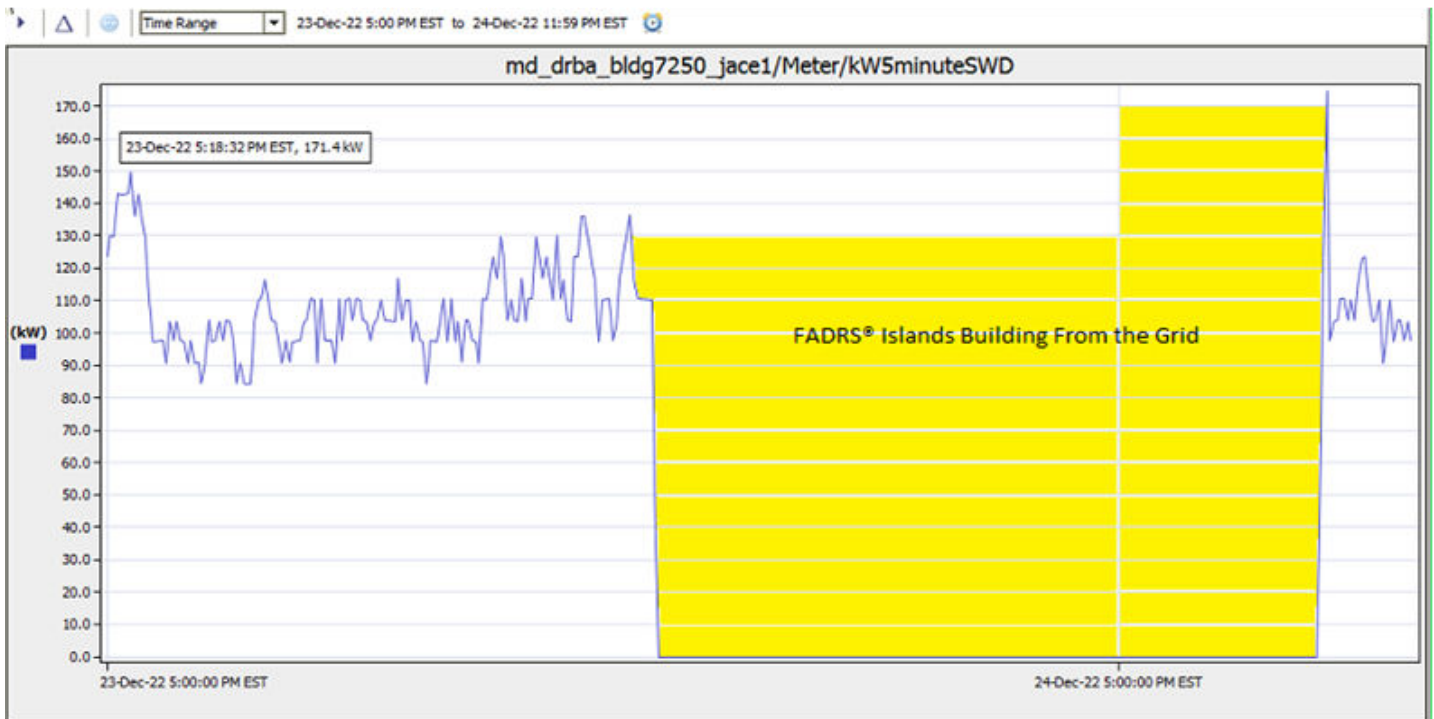 Time Range 23-Dec-22 5:00 PM EST to 24-Dec-22 11:59 PM EST
md_drba_bldg7250_jace1/Meter/kW5minuteSWD
170.0
160.0
23-Dec-22 5:18:32 PM EST, 171.4 kW
150.0
140.0
130.0
120.0
110.0
(kW)
100.0
FADRS® Islands Building From the Grid
90.0
80.0
70.0
60.0
50.0
40.0
30.0
20.0
10.0
0.0
23-Dec-22 5:00:00 PM EST
24-Dec-22 5:00:00 PM EST